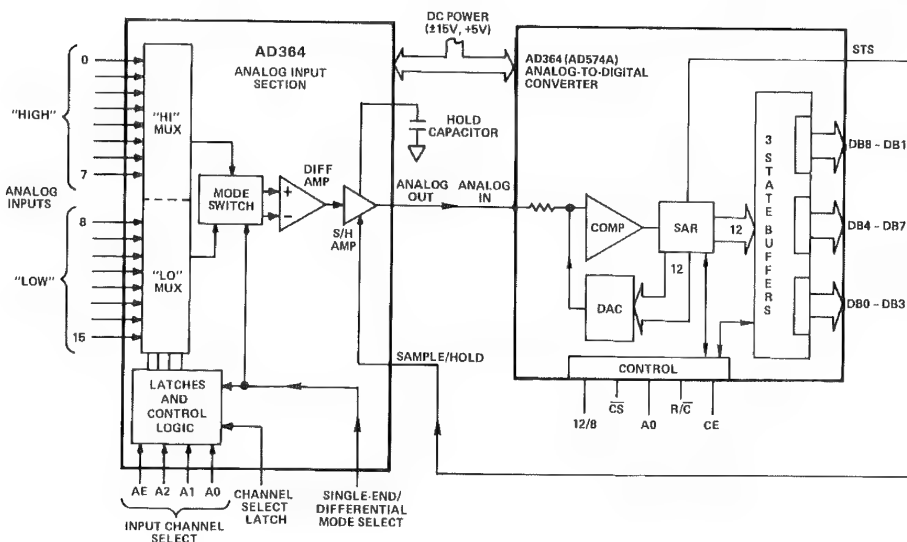 DC POWER
(±15V, +5V)
AD364
ANALOG INPUT
SECTION
0
"HIGH"
7
ANALOG
INPUTS
8
"LOW"
15
"HI"
MUX
"LO"
MUX
MODE
SWITCH
DIFF
AMP
+
−
S/H
AMP
HOLD
CAPACITOR
ANALOG
OUT
ANALOG
IN
SAMPLE/HOLD
LATCHES
AND
CONTROL
LOGIC
AE A2 A1 A0
INPUT CHANNEL
SELECT
CHANNEL
SELECT
LATCH
SINGLE-END/
DIFFERENTIAL
MODE SELECT
AD364 (AD574A)
ANALOG-TO-DIGITAL
CONVERTER
STS
COMP
SAR
12
12
DAC
3 STATE BUFFERS
DB8 – DB1
DB4 – DB7
DB0 – DB3
CONTROL
12/8 C̅S̅ A0 R/C̅ CE